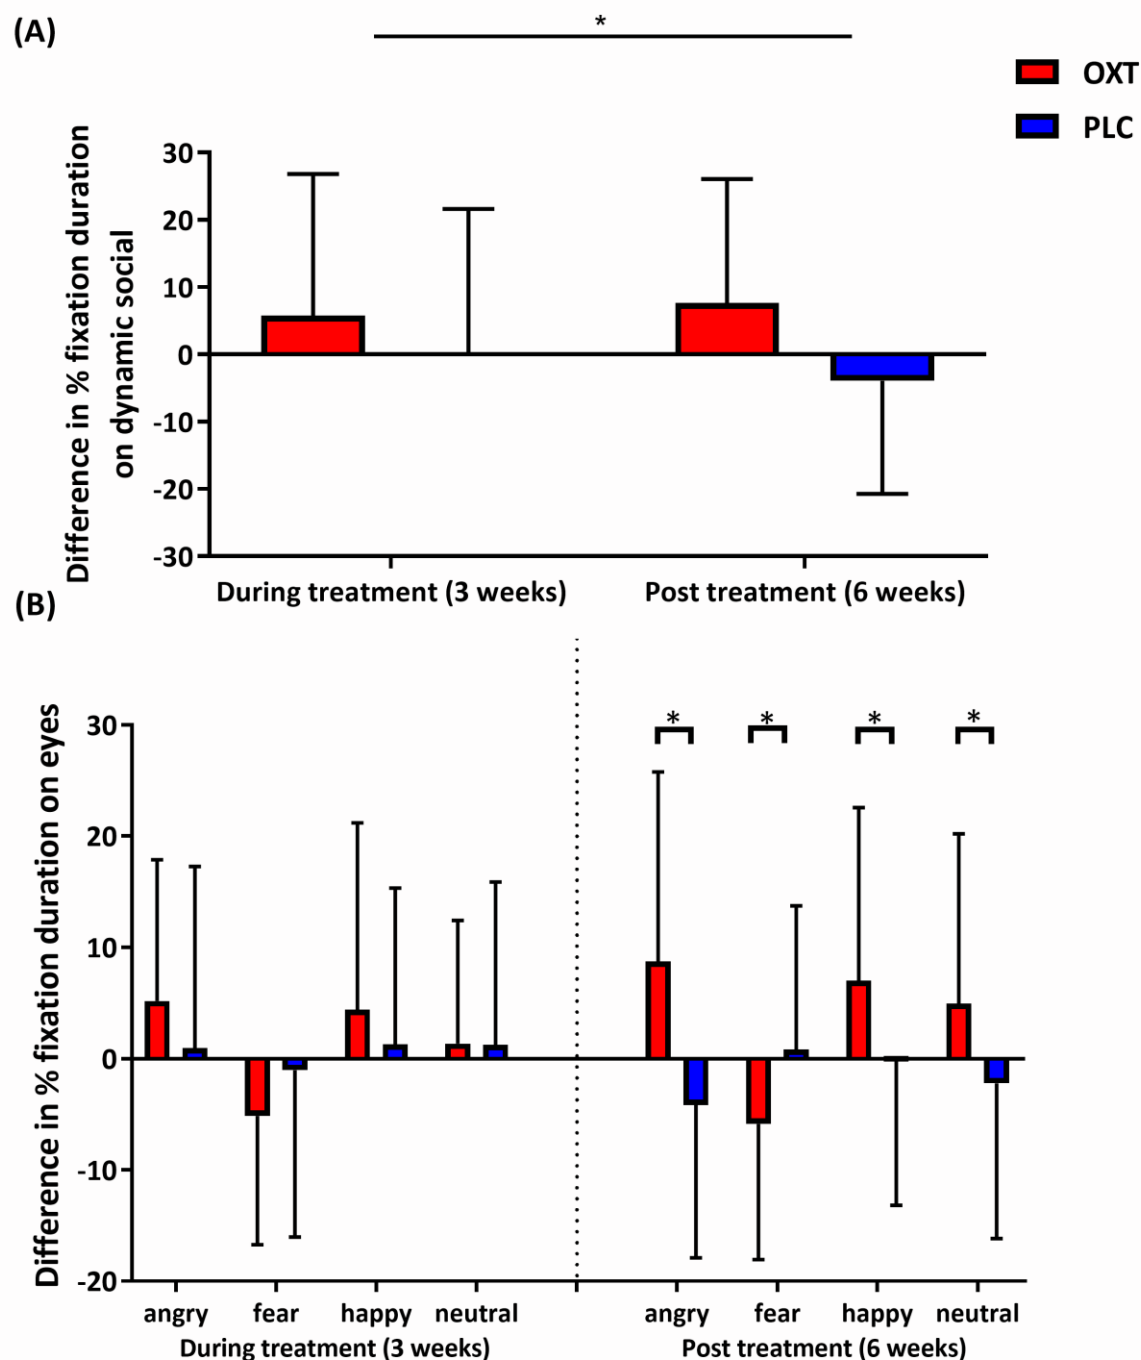 (A)
*
OXT
PLC
Difference in % fixation duration
on dynamic social
30
20
10
0
-10
-20
-30
During treatment (3 weeks) Post treatment (6 weeks)
(B)
Difference in % fixation duration on eyes
30
20
10
0
-10
-20
* * * *
angry fear happy neutral angry fear happy neutral
During treatment (3 weeks) Post treatment (6 weeks)